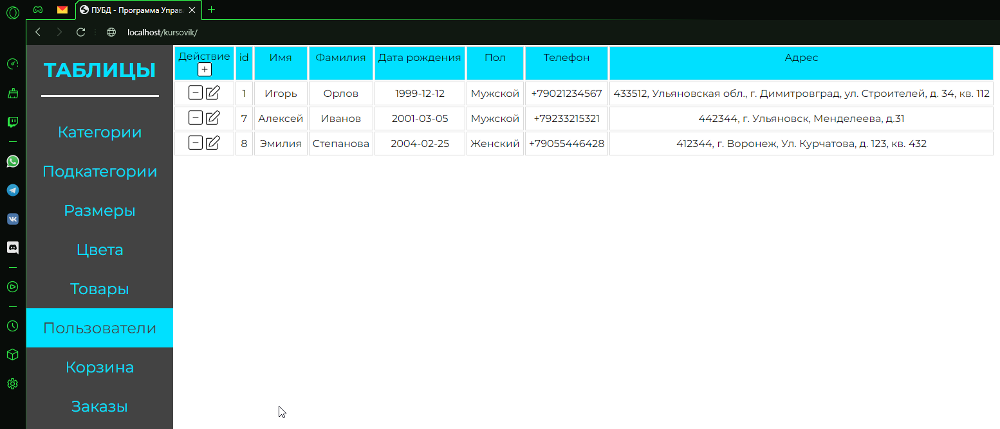 ПУБД - Программа Управ
localhost/kursovik/
ТАБЛИЦЫ
Категории
Подкатегории
Размеры
Цвета
Товары
Пользователи
Корзина
Заказы
Действие id Имя Фамилия Дата рождения Пол Телефон Адрес
1 Игорь Орлов 1999-12-12 Мужской +79021234567 433512, Ульяновская обл., г. Димитровград, ул. Строителей, д. 34, кв. 112
7 Алексей Иванов 2001-03-05 Мужской +79233215321 442344, г. Ульяновск, Менделеева, д.31
8 Эмилия Степанова 2004-02-25 Женский +79055446428 412344, г. Воронеж, Ул. Курчатова, д. 123, кв. 432